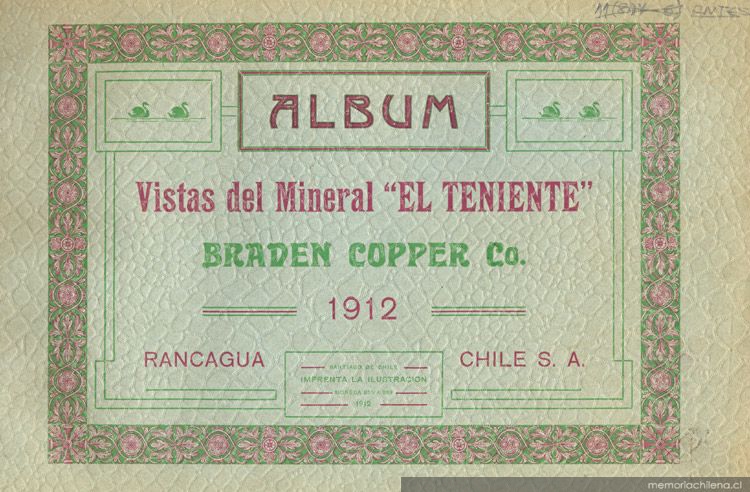 ALBUM
Vistas del Mineral “EL TENIENTE”
BRADEN COPPER Co.
1912
RANCAGUA
CHILE S. A.
SANTIAGO DE CHILE
IMPRENTA LA ILUSTRACIÓN
1912
memoriachilena.cl